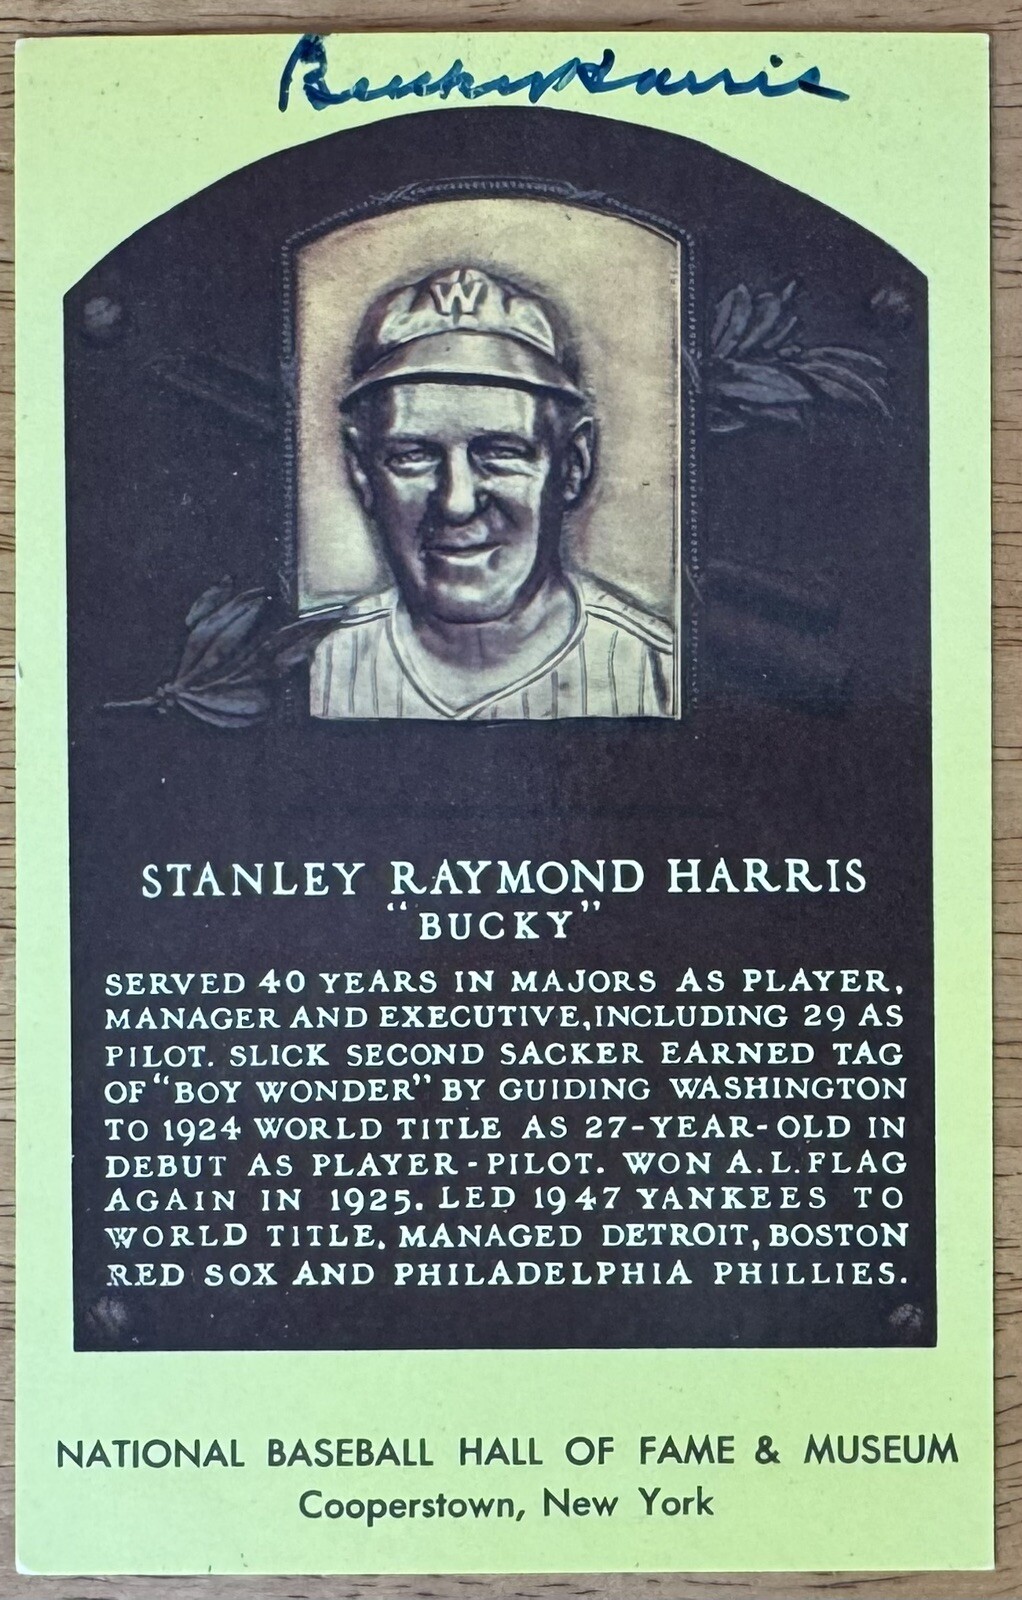 Bucky Harris
W
STANLEY RAYMOND HARRIS
"BUCKY"
SERVED 40 YEARS IN MAJORS AS PLAYER,
MANAGER AND EXECUTIVE, INCLUDING 29 AS
PILOT. SLICK SECOND SACKER EARNED TAG
OF "BOY WONDER" BY GUIDING WASHINGTON
TO 1924 WORLD TITLE AS 27-YEAR-OLD IN
DEBUT AS PLAYER-PILOT. WON A.L. FLAG
AGAIN IN 1925. LED 1947 YANKEES TO
WORLD TITLE. MANAGED DETROIT, BOSTON
RED SOX AND PHILADELPHIA PHILLIES.
NATIONAL BASEBALL HALL OF FAME & MUSEUM
Cooperstown, New York